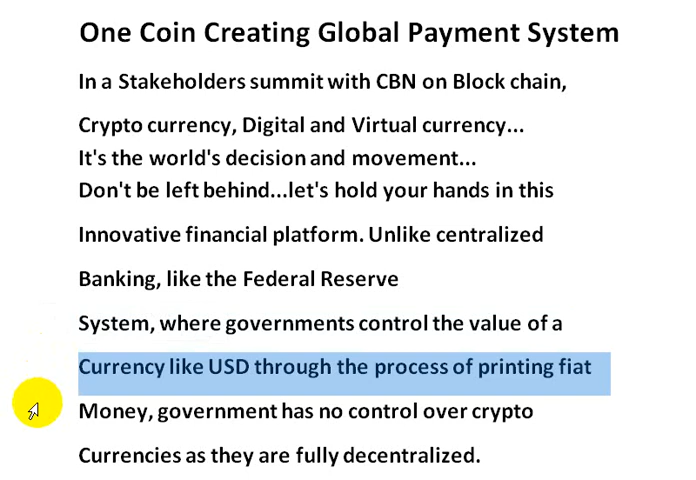 One Coin Creating Global Payment System
In a Stakeholders summit with CBN on Block chain,
Crypto currency, Digital and Virtual currency...
It's the world's decision and movement...
Don't be left behind...let's hold your hands in this
Innovative financial platform. Unlike centralized
Banking, like the Federal Reserve
System, where governments control the value of a
Currency like USD through the process of printing fiat
Money, government has no control over crypto
Currencies as they are fully decentralized.